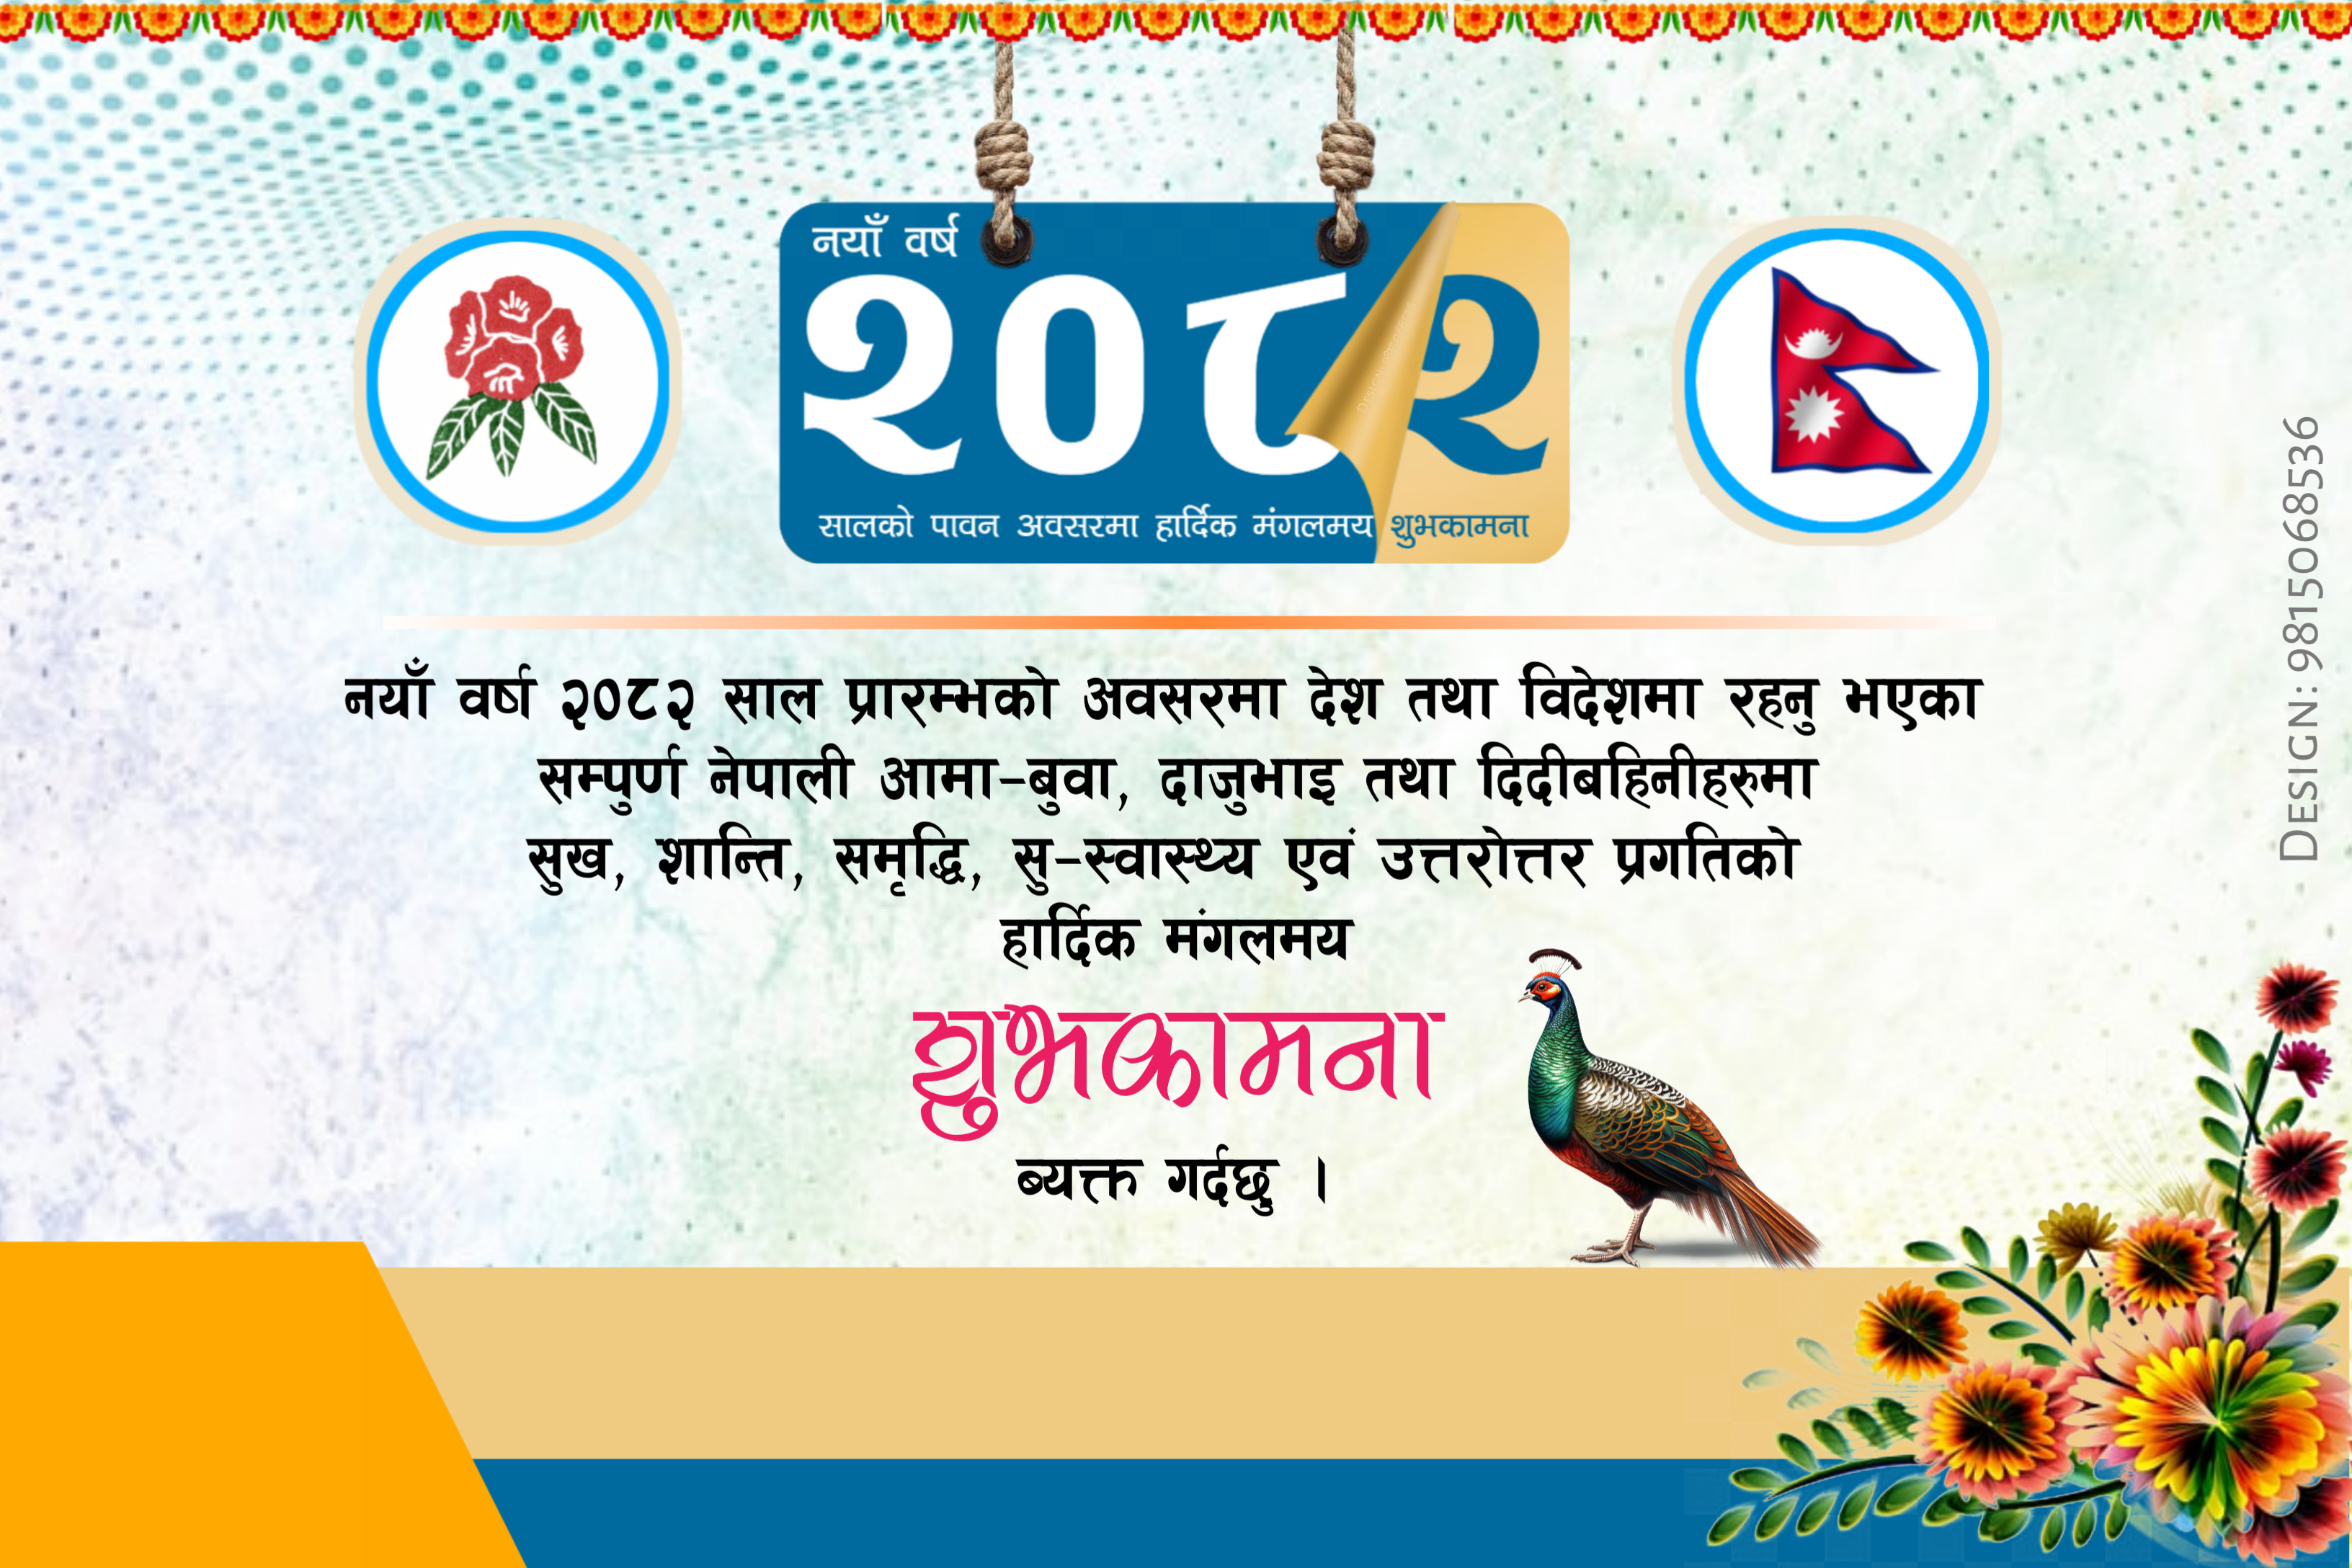 नयाँ वर्ष
२०८२
सालको पावन अवसरमा हार्दिक मंगलमय शुभकामना
नयाँ वर्ष २०८२ साल प्रारम्भको अवसरमा देश तथा विदेशमा रहनु भएका
सम्पुर्ण नेपाली आमा-बुवा, दाजुभाइ तथा दिदीबहिनीहरुमा
सुख, शान्ति, समृद्धि, सु-स्वास्थ्य एवं उत्तरोत्तर प्रगतिको
हार्दिक मंगलमय
शुभकामना
ब्यक्त गर्दछु ।
DESIGN: 9815068536